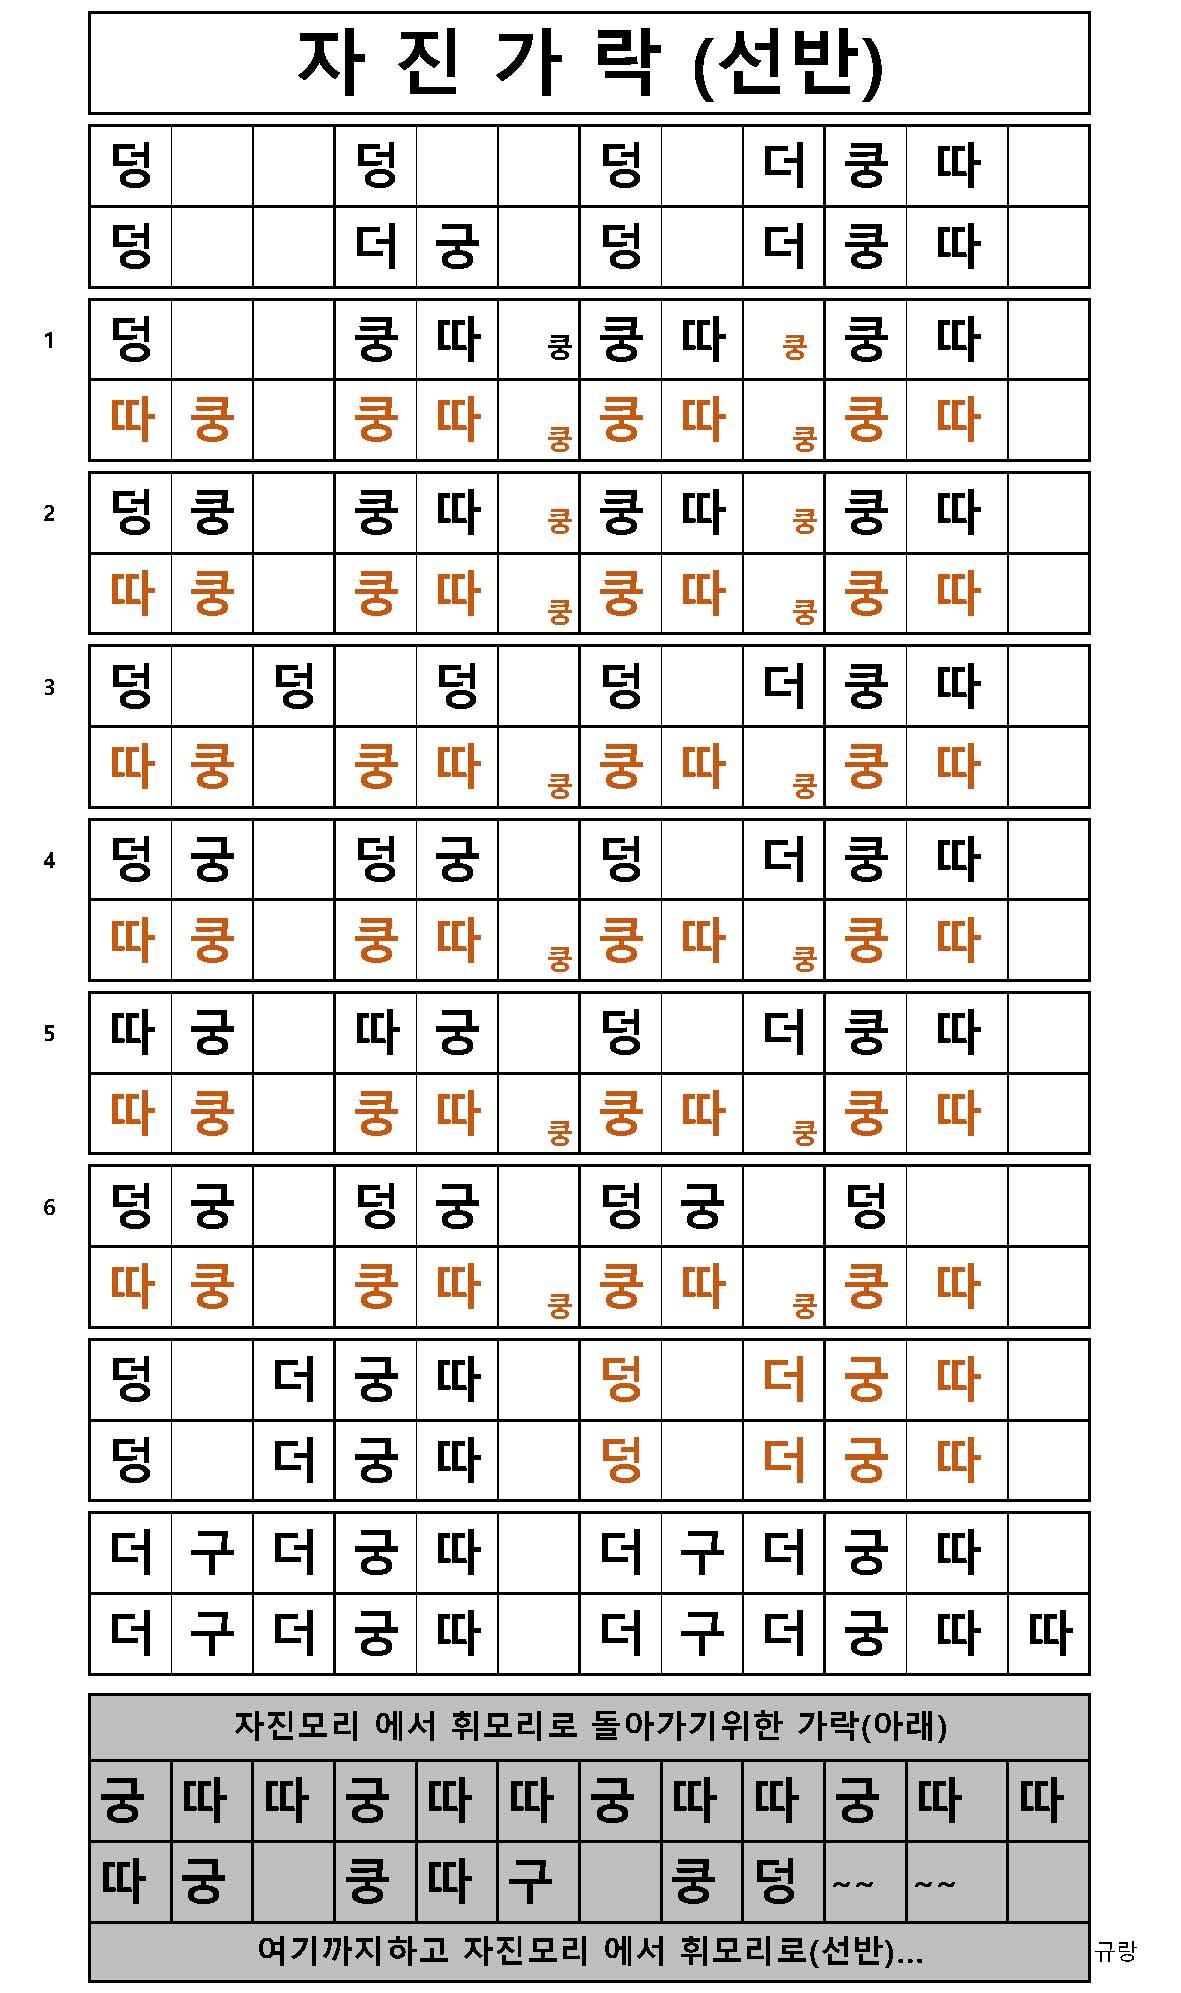 자 진 가 락 (선반)
덩 덩 덩 더 쿵 따
덩 더 궁 덩 더 쿵 따
1 덩 쿵 따 쿵 쿵 따 쿵 쿵 따
따 쿵 쿵 따 쿵 쿵 따 쿵 쿵 따
2 덩 쿵 쿵 따 쿵 쿵 따 쿵 쿵 따
따 쿵 쿵 따 쿵 쿵 따 쿵 쿵 따
3 덩 덩 덩 덩 더 쿵 따
따 쿵 쿵 따 쿵 쿵 따 쿵 쿵 따
4 덩 궁 덩 궁 덩 더 쿵 따
따 쿵 쿵 따 쿵 쿵 따 쿵 쿵 따
5 따 궁 따 궁 덩 더 쿵 따
따 쿵 쿵 따 쿵 쿵 따 쿵 쿵 따
6 덩 궁 덩 궁 덩 궁 덩
따 쿵 쿵 따 쿵 쿵 따 쿵 쿵 따
덩 더 궁 따 덩 더 궁 따
덩 더 궁 따 덩 더 궁 따
더 구 더 궁 따 더 구 더 궁 따
더 구 더 궁 따 더 구 더 궁 따 따
자진모리 에서 휘모리로 돌아가기위한 가락(아래)
궁 따 따 궁 따 따 궁 따 따 궁 따 따
따 궁 쿵 따 구 쿵 덩 ~~ ~~
여기까지하고 자진모리 에서 휘모리로(선반)...
규랑